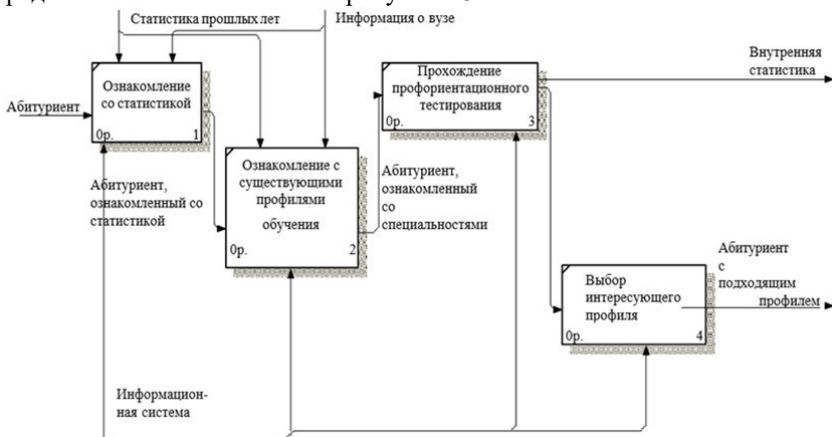 Статистика прошлых лет
Информация о вузе
Внутренняя
статистика
Ознакомление
со статистикой
0р.
1
Абитуриент
Прохождение
профориентационного
тестирования
0р.
3
Ознакомление с
существующими
профилями
обучения
0р.
2
Абитуриент,
ознакомленный со
статистикой
Абитуриент,
ознакомленный
со
специальностями
Выбор
интересующего
профиля
0р.
4
Абитуриент
с
подходящим
профилем
Информацион-
ная система